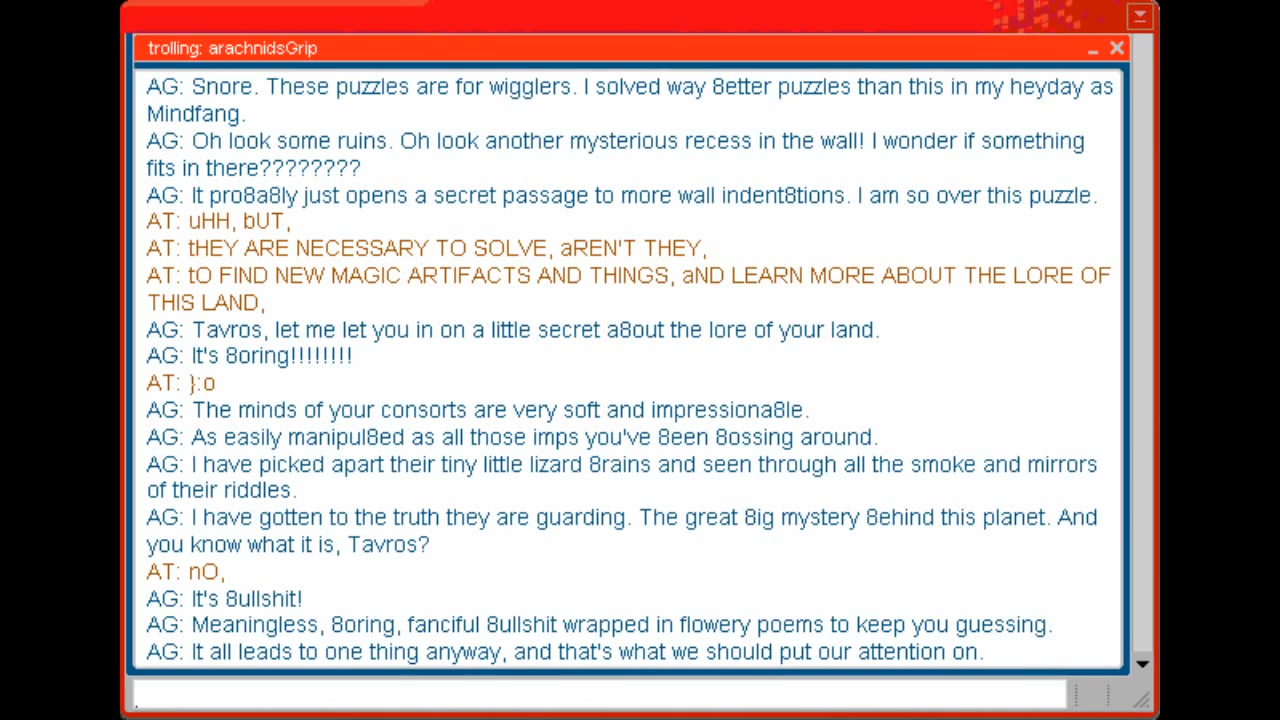 trolling: arachnidsGrip
AG: Snore. These puzzles are for wigglers. I solved way 8etter puzzles than this in my heyday as
Mindfang.
AG: Oh look some ruins. Oh look another mysterious recess in the wall! I wonder if something
fits in there????????
AG: It pro8a8ly just opens a secret passage to more wall indent8tions. I am so over this puzzle.
AT: uHH, bUT,
AT: tHEY ARE NECESSARY TO SOLVE, aREN'T THEY,
AT: tO FIND NEW MAGIC ARTIFACTS AND THINGS, aND LEARN MORE ABOUT THE LORE OF
THIS LAND,
AG: Tavros, let me let you in on a little secret a8out the lore of your land.
AG: It's 8oring!!!!!!!!
AT: }:o
AG: The minds of your consorts are very soft and impressiona8le.
AG: As easily manipul8ed as all those imps you've 8een 8ossing around.
AG: I have picked apart their tiny little lizard 8rains and seen through all the smoke and mirrors
of their riddles.
AG: I have gotten to the truth they are guarding. The great 8ig mystery 8ehind this planet. And
you know what it is, Tavros?
AT: nO,
AG: It's 8ullshit!
AG: Meaningless, 8oring, fanciful 8ullshit wrapped in flowery poems to keep you guessing.
AG: It all leads to one thing anyway, and that's what we should put our attention on.